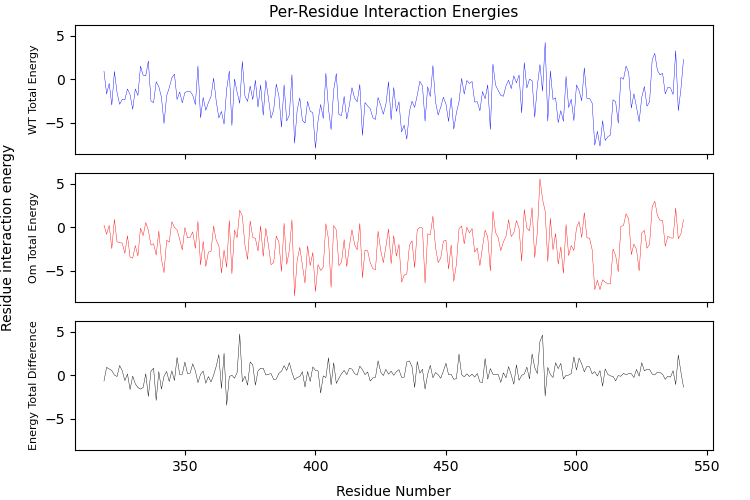 Per-Residue Interaction Energies
Residue interaction energy
WT Total Energy
5
0
−5
Om Total Energy
5
0
−5
Energy Total Difference
5
0
−5
350 400 450 500 550
Residue Number